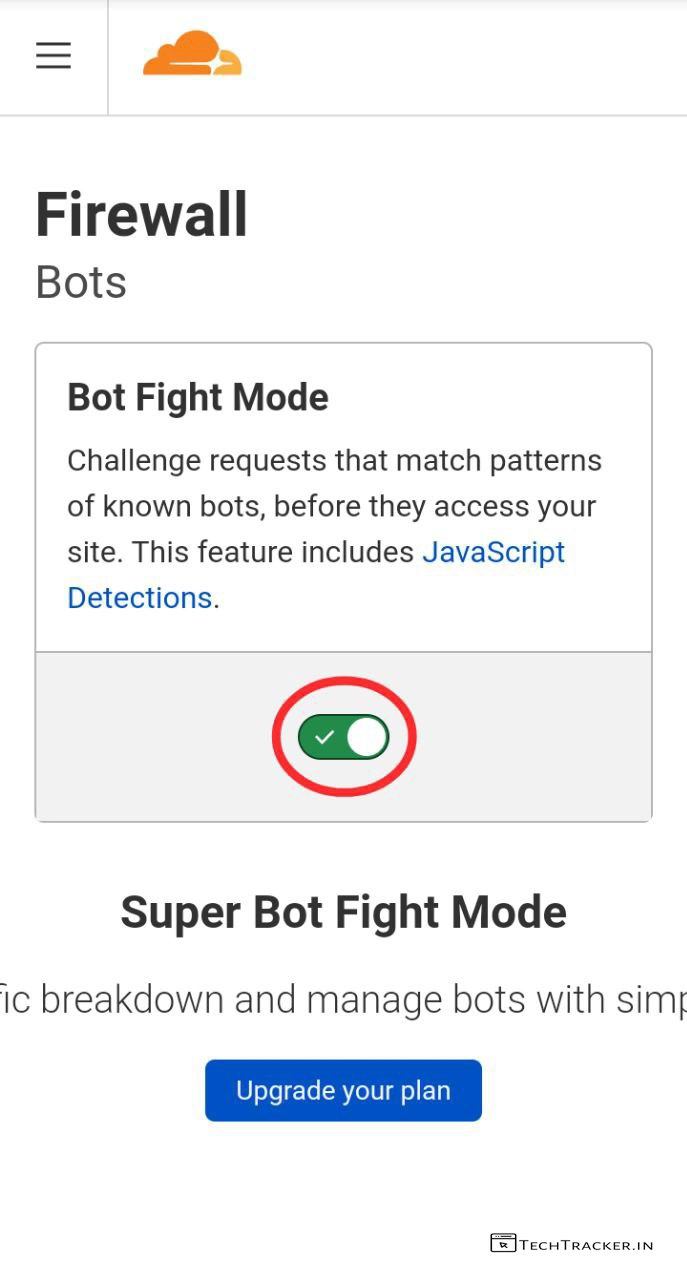 Firewall
Bots
Bot Fight Mode
Challenge requests that match patterns
of known bots, before they access your
site. This feature includes JavaScript
Detections.
Super Bot Fight Mode
fic breakdown and manage bots with simp
Upgrade your plan
TECHTRACKER.IN